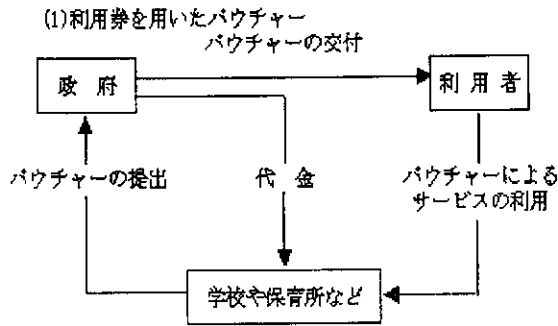 (1)利用券を用いたバウチャー
バウチャーの交付
政 府
利 用 者
バウチャーの提出
代 金
バウチャーによる
サービスの利用
学校や保育所など